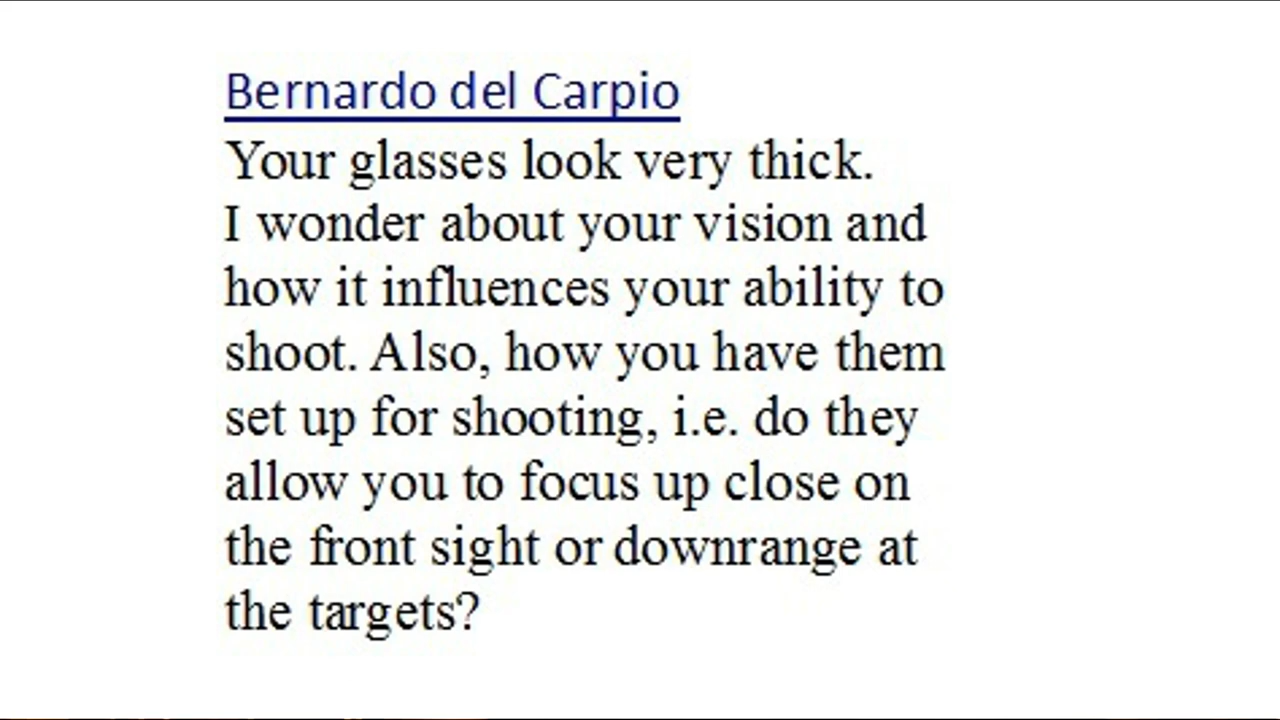 Bernardo del Carpio
Your glasses look very thick.
I wonder about your vision and
how it influences your ability to
shoot. Also, how you have them
set up for shooting, i.e. do they
allow you to focus up close on
the front sight or downrange at
the targets?